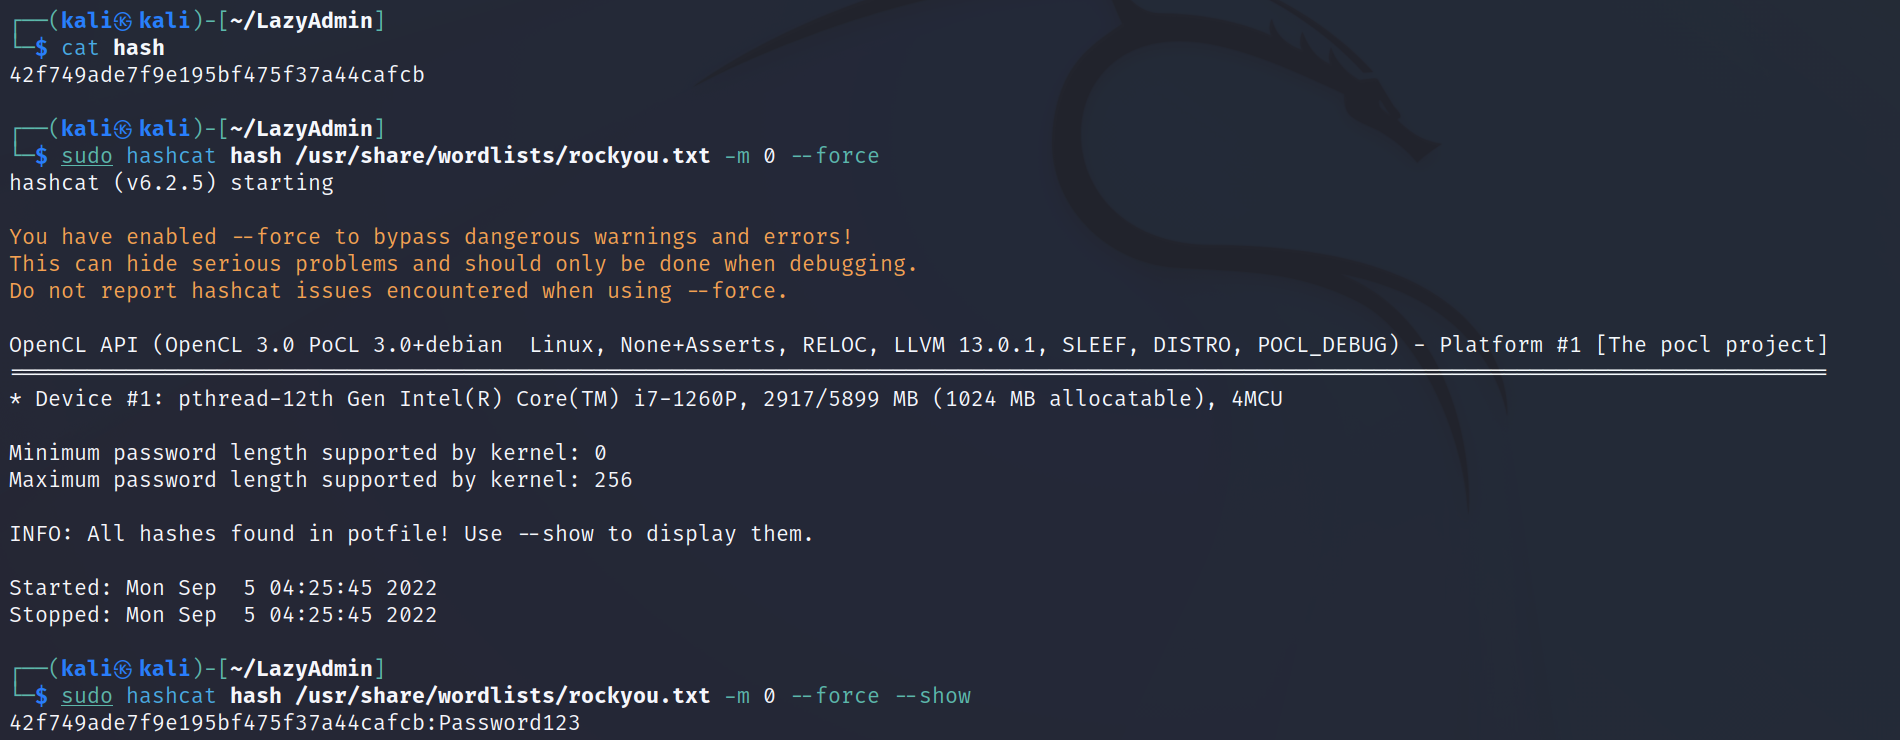 ┌──(kali㉿kali)-[~/LazyAdmin]
└─$ cat hash
42f749ade7f9e195bf475f37a44cafcb
┌──(kali㉿kali)-[~/LazyAdmin]
└─$ sudo hashcat hash /usr/share/wordlists/rockyou.txt -m 0 --force
hashcat (v6.2.5) starting
You have enabled --force to bypass dangerous warnings and errors!
This can hide serious problems and should only be done when debugging.
Do not report hashcat issues encountered when using --force.
OpenCL API (OpenCL 3.0 PoCL 3.0+debian  Linux, None+Asserts, RELOC, LLVM 13.0.1, SLEEF, DISTRO, POCL_DEBUG) - Platform #1 [The pocl project]
============================================================================================================================================
* Device #1: pthread-12th Gen Intel(R) Core(TM) i7-1260P, 2917/5899 MB (1024 MB allocatable), 4MCU
Minimum password length supported by kernel: 0
Maximum password length supported by kernel: 256
INFO: All hashes found in potfile! Use --show to display them.
Started: Mon Sep  5 04:25:45 2022
Stopped: Mon Sep  5 04:25:45 2022
┌──(kali㉿kali)-[~/LazyAdmin]
└─$ sudo hashcat hash /usr/share/wordlists/rockyou.txt -m 0 --force --show
42f749ade7f9e195bf475f37a44cafcb:Password123